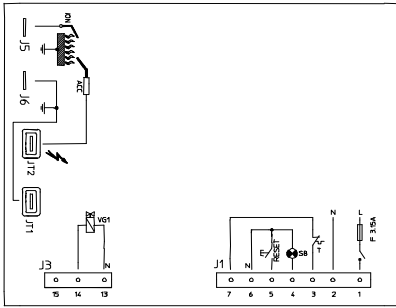 ION
J5
ACC
J6
JT2
JT1
VG1
N
J3
15 14 13
N L
F 3.15A
N E RESET SB T
J1
7 6 5 4 3 2 1